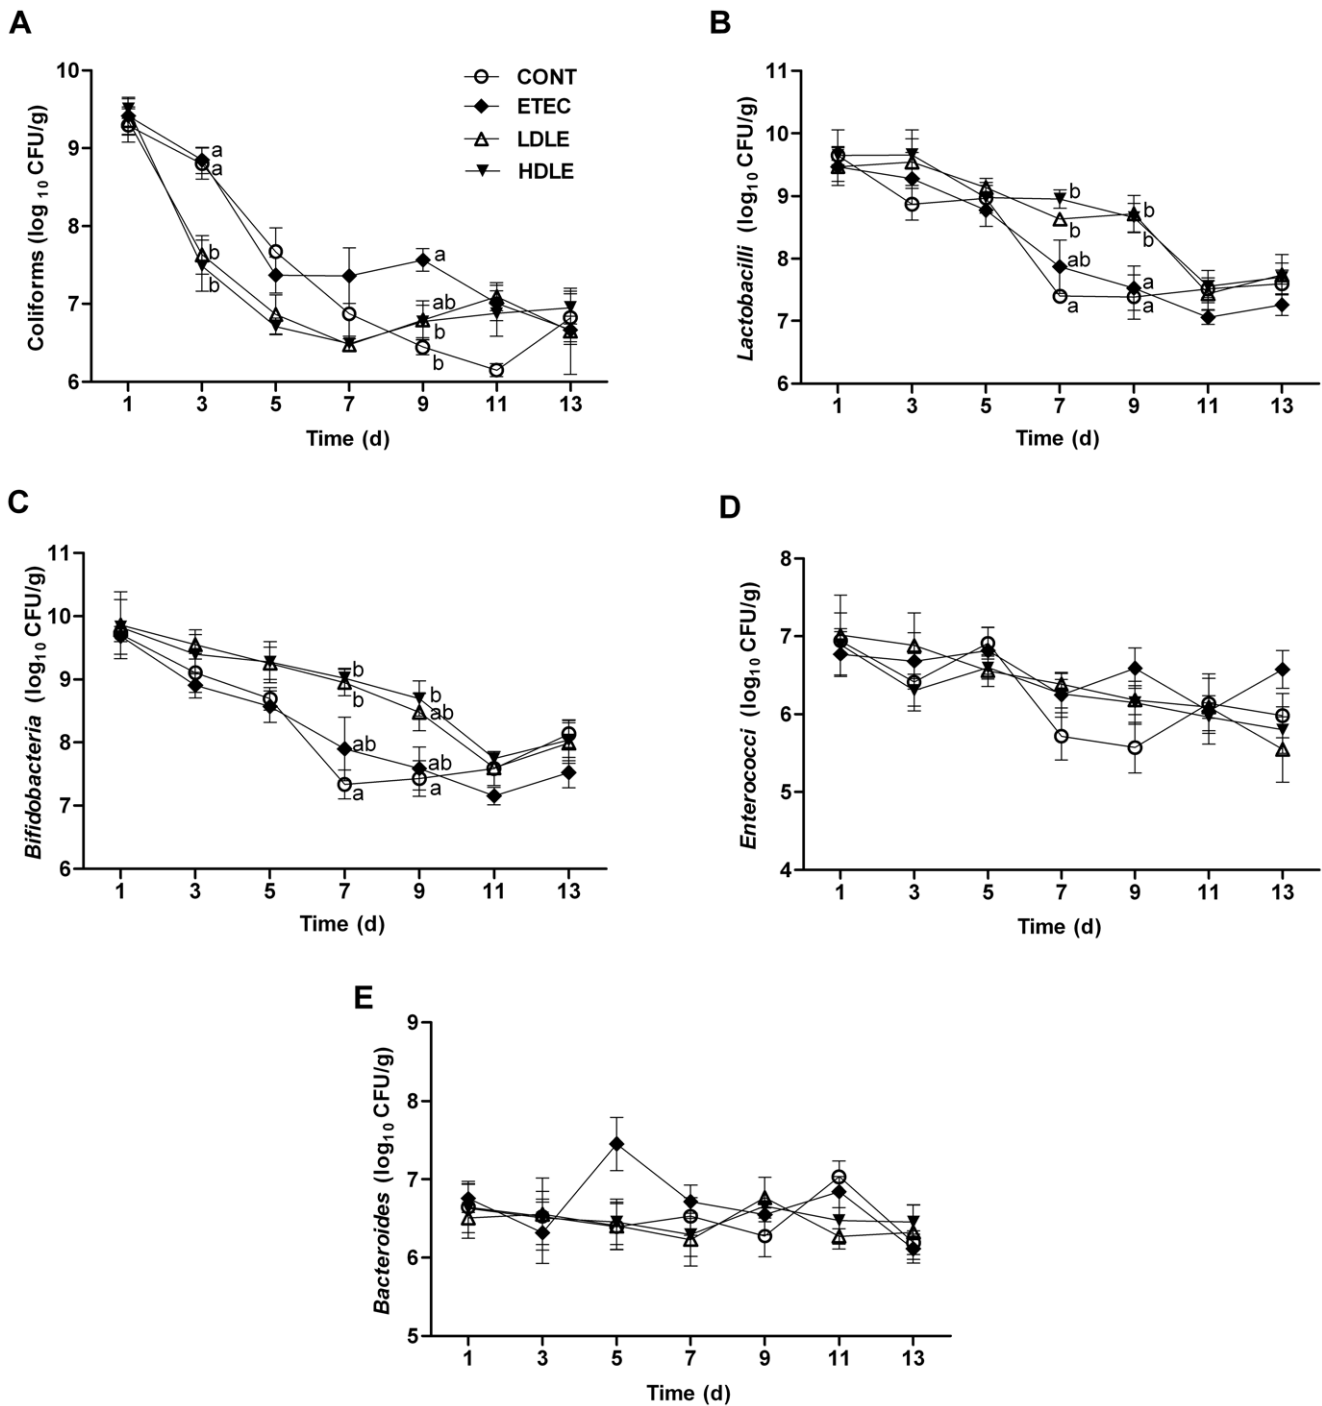 A
Coliforms (log 10 CFU/g)
10
9
8
7
6
1 3 5 7 9 11 13
Time (d)
CONT
ETEC
LDLE
HDLE
a
a
b
b
a
ab
b
b
B
Lactobacilli (log10 CFU/g)
11
10
9
8
7
6
1 3 5 7 9 11 13
Time (d)
b
b
ab
a
b
b
a
a
C
Bifidobacteria (log10 CFU/g)
11
10
9
8
7
6
1 3 5 7 9 11 13
Time (d)
b
b
ab
a
b
ab
ab
a
D
Enterococci (log10 CFU/g)
8
7
6
5
4
1 3 5 7 9 11 13
Time (d)
E
Bacteroides (log10 CFU/g)
9
8
7
6
5
1 3 5 7 9 11 13
Time (d)